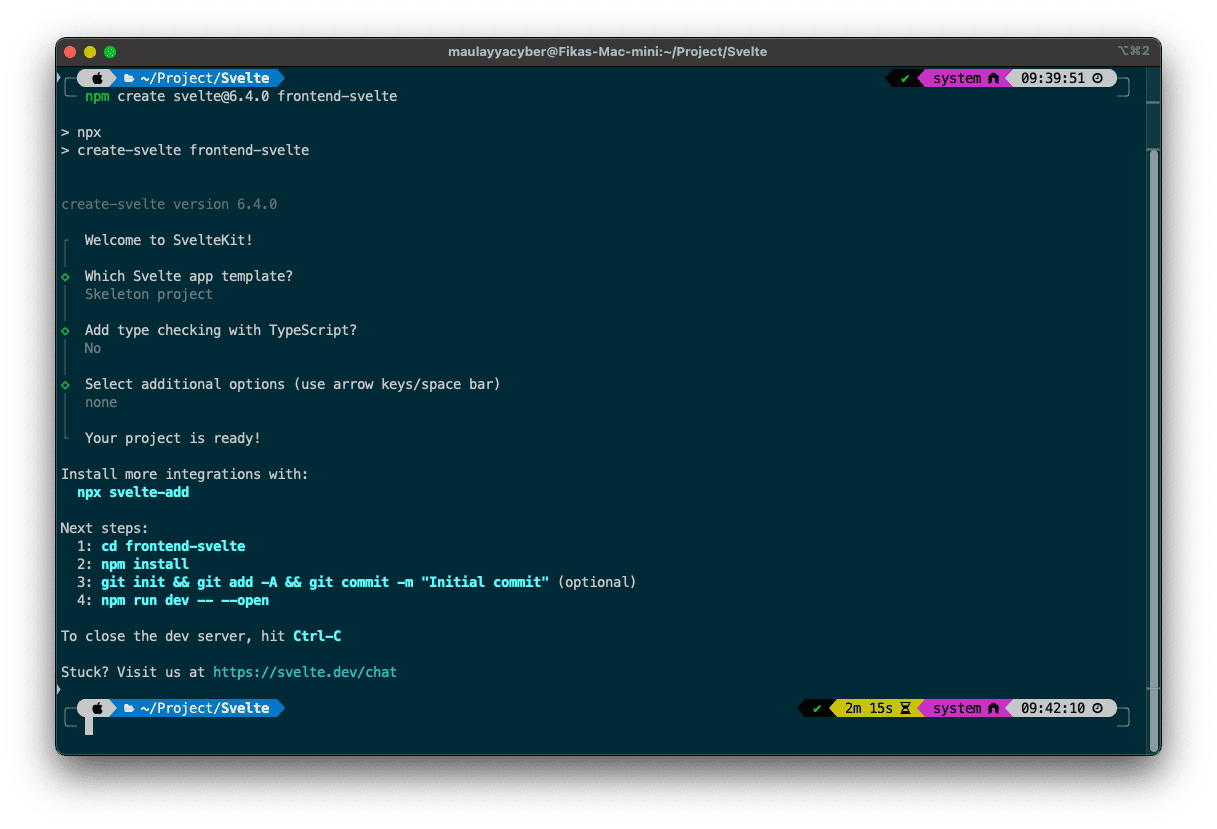 maulayyacyber@Fikas-Mac-mini:~/Project/Svelte
⌥⌘2
~/Project/Svelte
✔ system 09:39:51
npm create svelte@6.4.0 frontend-svelte
> npx
> create-svelte frontend-svelte
create-svelte version 6.4.0
Welcome to SvelteKit!
Which Svelte app template?
Skeleton project
Add type checking with TypeScript?
No
Select additional options (use arrow keys/space bar)
none
Your project is ready!
Install more integrations with:
npx svelte-add
Next steps:
1: cd frontend-svelte
2: npm install
3: git init && git add -A && git commit -m "Initial commit" (optional)
4: npm run dev -- --open
To close the dev server, hit Ctrl-C
Stuck? Visit us at https://svelte.dev/chat
~/Project/Svelte
✔ 2m 15s system 09:42:10